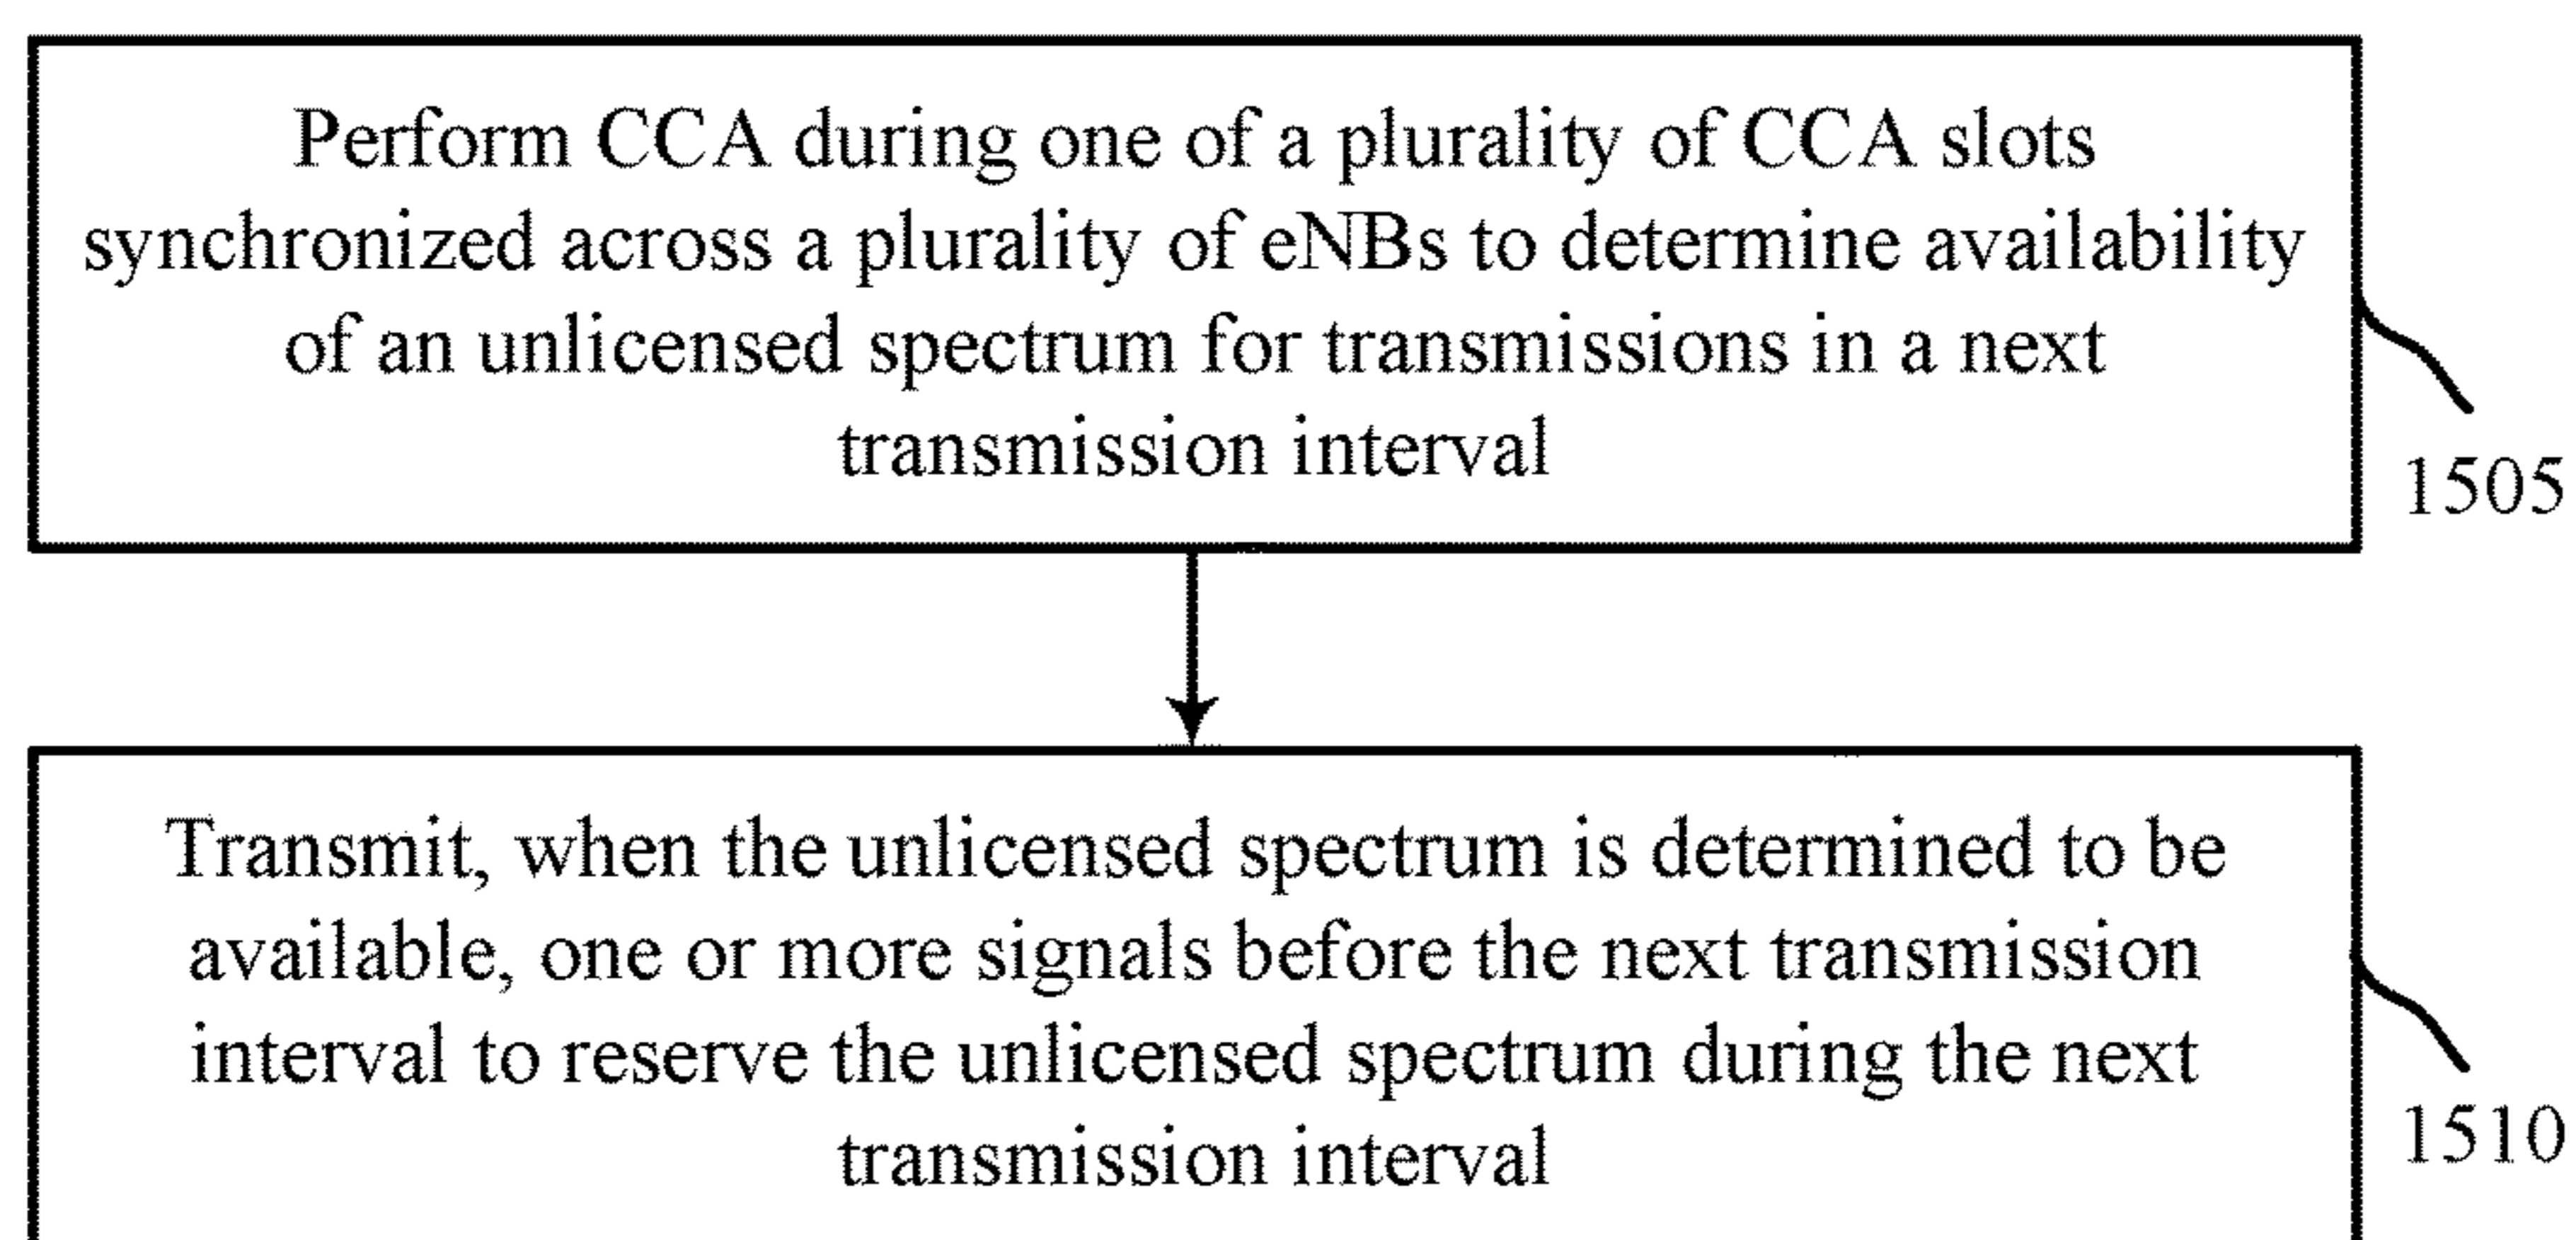 Perform CCA during one of a plurality of CCA slots
synchronized across a plurality of eNBs to determine availability
of an unlicensed spectrum for transmissions in a next
transmission interval
1505
Transmit, when the unlicensed spectrum is determined to be
available, one or more signals before the next transmission
interval to reserve the unlicensed spectrum during the next
transmission interval
1510